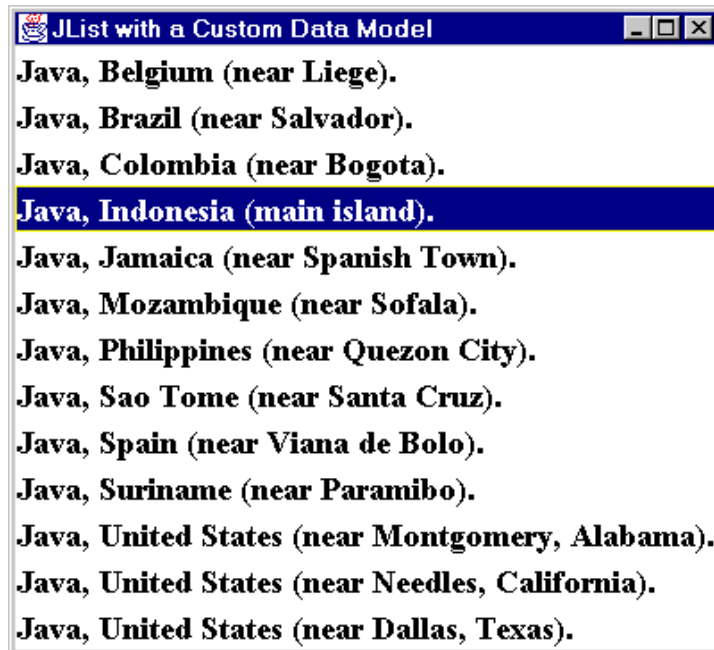 JList with a Custom Data Model
Java, Belgium (near Liege).
Java, Brazil (near Salvador).
Java, Colombia (near Bogota).
Java, Indonesia (main island).
Java, Jamaica (near Spanish Town).
Java, Mozambique (near Sofala).
Java, Philippines (near Quezon City).
Java, Sao Tome (near Santa Cruz).
Java, Spain (near Viana de Bolo).
Java, Suriname (near Paramibo).
Java, United States (near Montgomery, Alabama).
Java, United States (near Needles, California).
Java, United States (near Dallas, Texas).